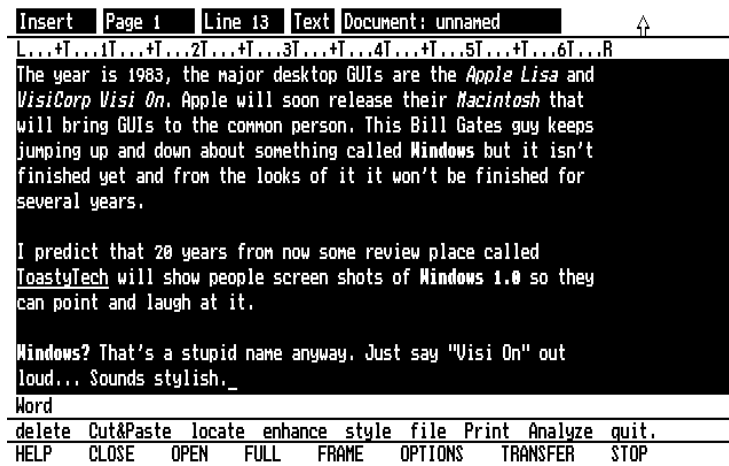 Insert Page 1 Line 13 Text Document: unnamed
L...+T...1T...+T...2T...+T...3T...+T...4T...+T...5T...+T...6T...R
The year is 1983, the major desktop GUIs are the Apple Lisa and
VisiCorp Visi On. Apple will soon release their Macintosh that
will bring GUIs to the common person. This Bill Gates guy keeps
jumping up and down about something called Windows but it isn't
finished yet and from the looks of it it won't be finished for
several years.
I predict that 20 years from now some review place called
ToastyTech will show people screen shots of Windows 1.0 so they
can point and laugh at it.
Windows? That's a stupid name anyway. Just say "Visi On" out
loud... Sounds stylish._
Word
delete Cut&Paste locate enhance style file Print Analyze quit.
HELP CLOSE OPEN FULL FRAME OPTIONS TRANSFER STOP